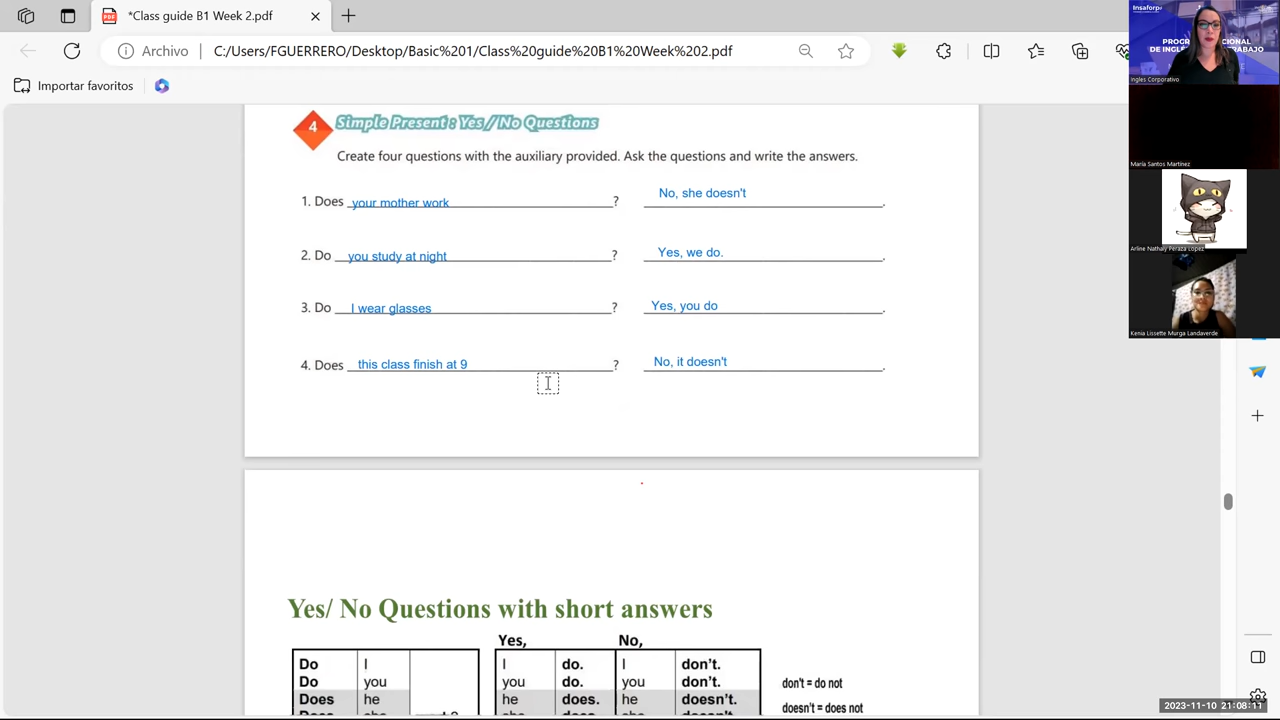 *Class guide B1 Week 2.pdf
Archivo
C:/Users/FGUERRERO/Desktop/Basic%201/Class%20guide%20B1%20Week%202.pdf
Importar favoritos
4 Simple Present : Yes / No Questions
Create four questions with the auxiliary provided. Ask the questions and write the answers.
1. Does your mother work ? No, she doesn't .
2. Do you study at night ? Yes, we do. .
3. Do I wear glasses ? Yes, you do .
4. Does this class finish at 9 ? No, it doesn't .
Yes/ No Questions with short answers
Yes, No,
Do I I do. I don't.
Do you you do. you don't. don't = do not
Does he he does. he doesn't.
doesn't = does not
Insaforp
Ingles Corporativo
María Santos Martínez
Arline Nathaly Peraza Lopez
Kenia Lissette Murga Landaverde
2023-11-10 21:08:11